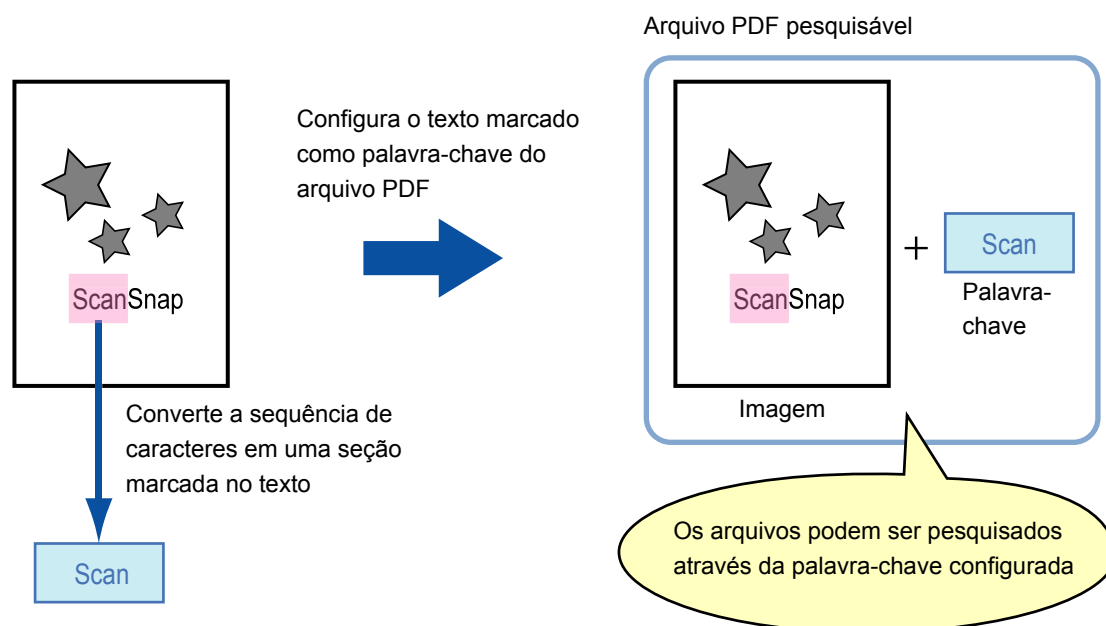 ScanSnap
Converte a sequência de
caracteres em uma seção
marcada no texto
Scan
Configura o texto marcado
como palavra-chave do
arquivo PDF
Arquivo PDF pesquisável
ScanSnap
Imagem
+
Scan
Palavra-
chave
Os arquivos podem ser pesquisados
através da palavra-chave configurada